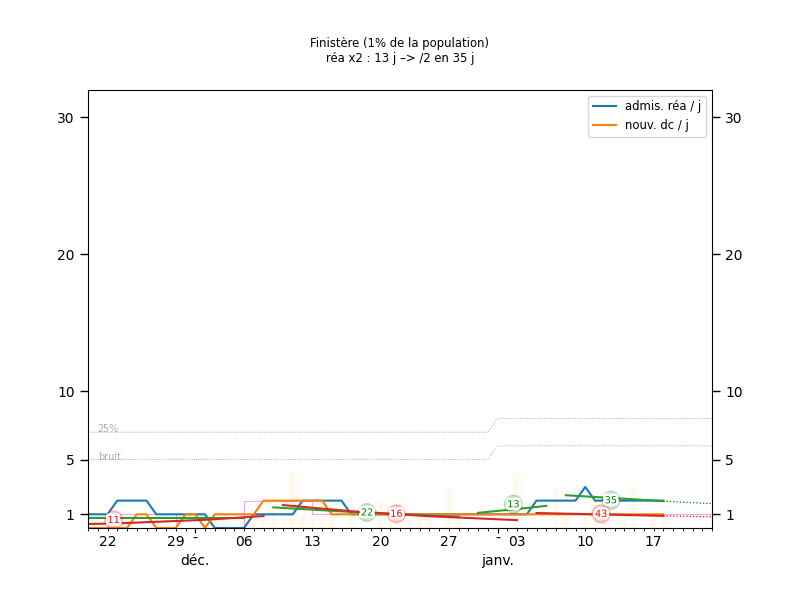 Finistère (1% de la population)
réa x2 : 13 j –> /2 en 35 j
admis. réa / j
nouv. dc / j
30 30
20 20
10 10
25%
bruit
5 5
1 1
11 22 16 13 35 43
22 29 - 06 13 20 27 - 03 10 17
déc. janv.